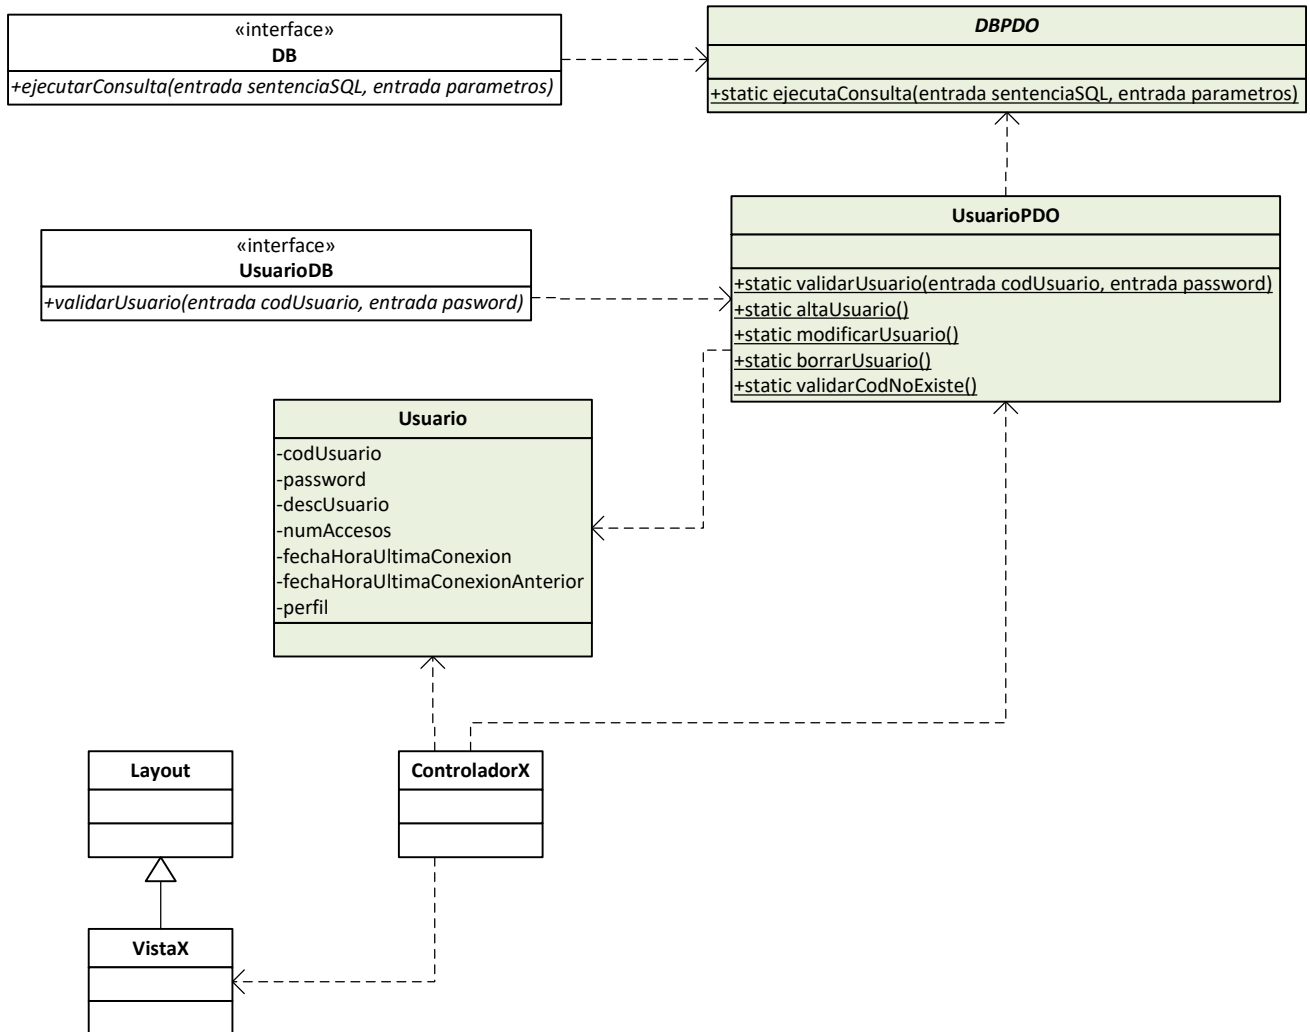 «interface»
DB
+ejecutarConsulta(entrada sentenciaSQL, entrada parametros)
DBPDO
+static ejecutaConsulta(entrada sentenciaSQL, entrada parametros)
«interface»
UsuarioDB
+validarUsuario(entrada codUsuario, entrada pasword)
UsuarioPDO
+static validarUsuario(entrada codUsuario, entrada password)
+static altaUsuario()
+static modificarUsuario()
+static borrarUsuario()
+static validarCodNoExiste()
Usuario
-codUsuario
-password
-descUsuario
-numAccesos
-fechaHoraUltimaConexion
-fechaHoraUltimaConexionAnterior
-perfil
Layout
ControladorX
VistaX